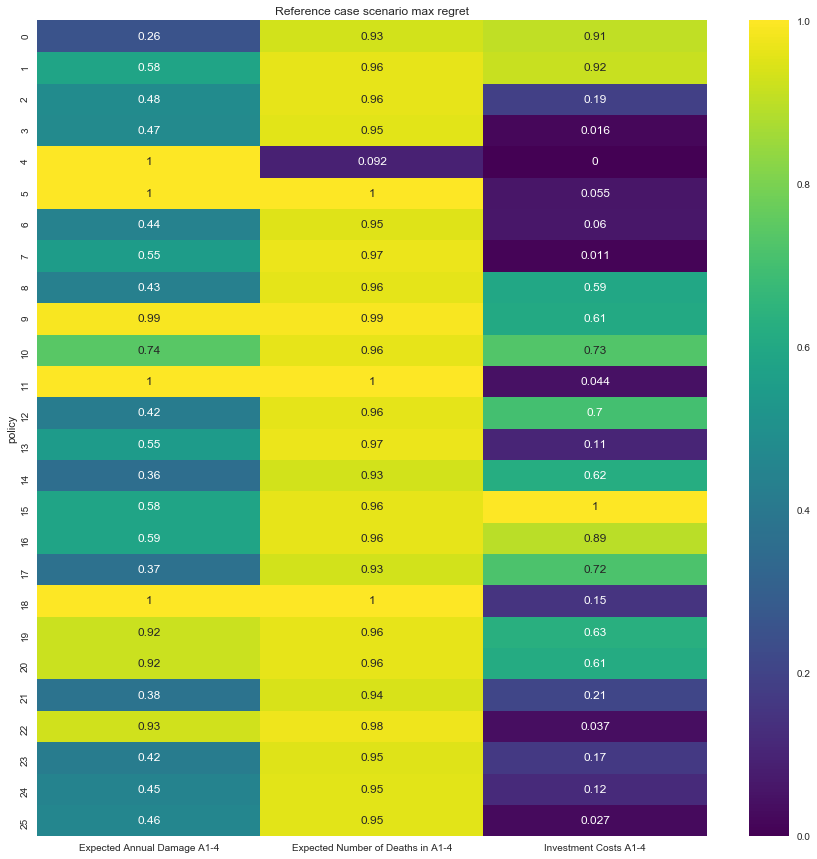 Reference case scenario max regret
0 0.26 0.93 0.91
1 0.58 0.96 0.92
2 0.48 0.96 0.19
3 0.47 0.95 0.016
4 1 0.092 0
5 1 1 0.055
6 0.44 0.95 0.06
7 0.55 0.97 0.011
8 0.43 0.96 0.59
9 0.99 0.99 0.61
10 0.74 0.96 0.73
11 1 1 0.044
12 0.42 0.96 0.7
13 0.55 0.97 0.11
14 0.36 0.93 0.62
15 0.58 0.96 1
16 0.59 0.96 0.89
17 0.37 0.93 0.72
18 1 1 0.15
19 0.92 0.96 0.63
20 0.92 0.96 0.61
21 0.38 0.94 0.21
22 0.93 0.98 0.037
23 0.42 0.95 0.17
24 0.45 0.95 0.12
25 0.46 0.95 0.027
policy
Expected Annual Damage A1-4 Expected Number of Deaths in A1-4 Investment Costs A1-4
1.0
0.8
0.6
0.4
0.2
0.0